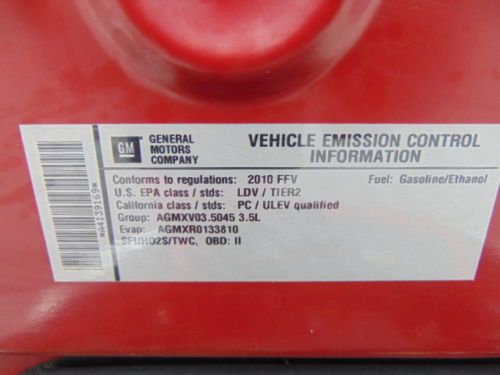 GM
GENERAL
MOTORS
COMPANY
VEHICLE EMISSION CONTROL
INFORMATION
Conforms to regulations: 2010 FFV Fuel: Gasoline/Ethanol
U.S. EPA class / stds: LDV / TIER2
California class / stds: PC / ULEV qualified
Group: AGMXV03.5045 3.5L
Evap: AGMXR0133810
SFI/HO2S/TWC, OBD: II
*A4139169*